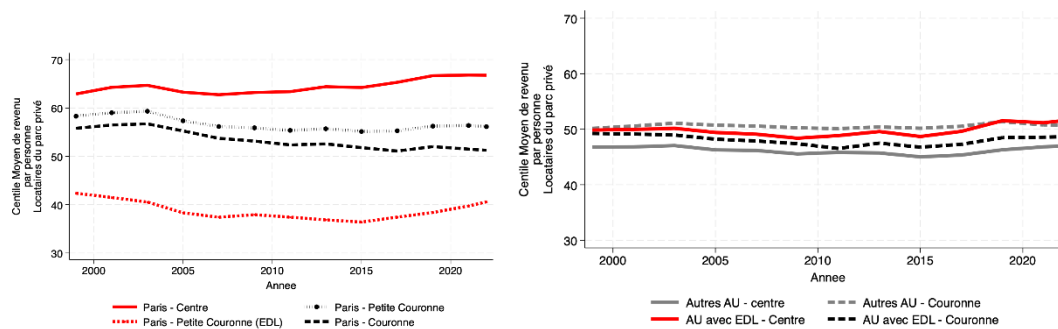 70
60
50
40
30
Centile Moyen de revenu
par personne
Locataires du parc privé
2000
2005
2010
2015
2020
Annee
Paris - Centre
Paris - Petite Couronne
Paris - Petite Couronne (EDL)
Paris - Couronne
70
60
50
40
30
Centile Moyen de revenu
par personne
Locataires du parc privé
2000
2005
2010
2015
2020
Annee
Autres AU - centre
Autres AU - Couronne
AU avec EDL - Centre
AU avec EDL - Couronne